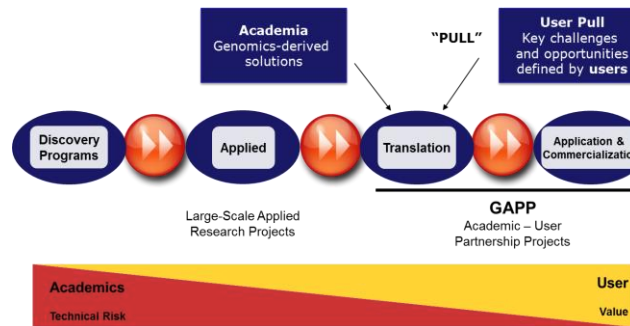 Academia
Genomics-derived
solutions
“PULL”
User Pull
Key challenges
and opportunities
defined by users
Discovery
Programs
Applied
Translation
Application &
Commercializatio
Large-Scale Applied
Research Projects
GAPP
Academic – User
Partnership Projects
Academics
Technical Risk
User
Value